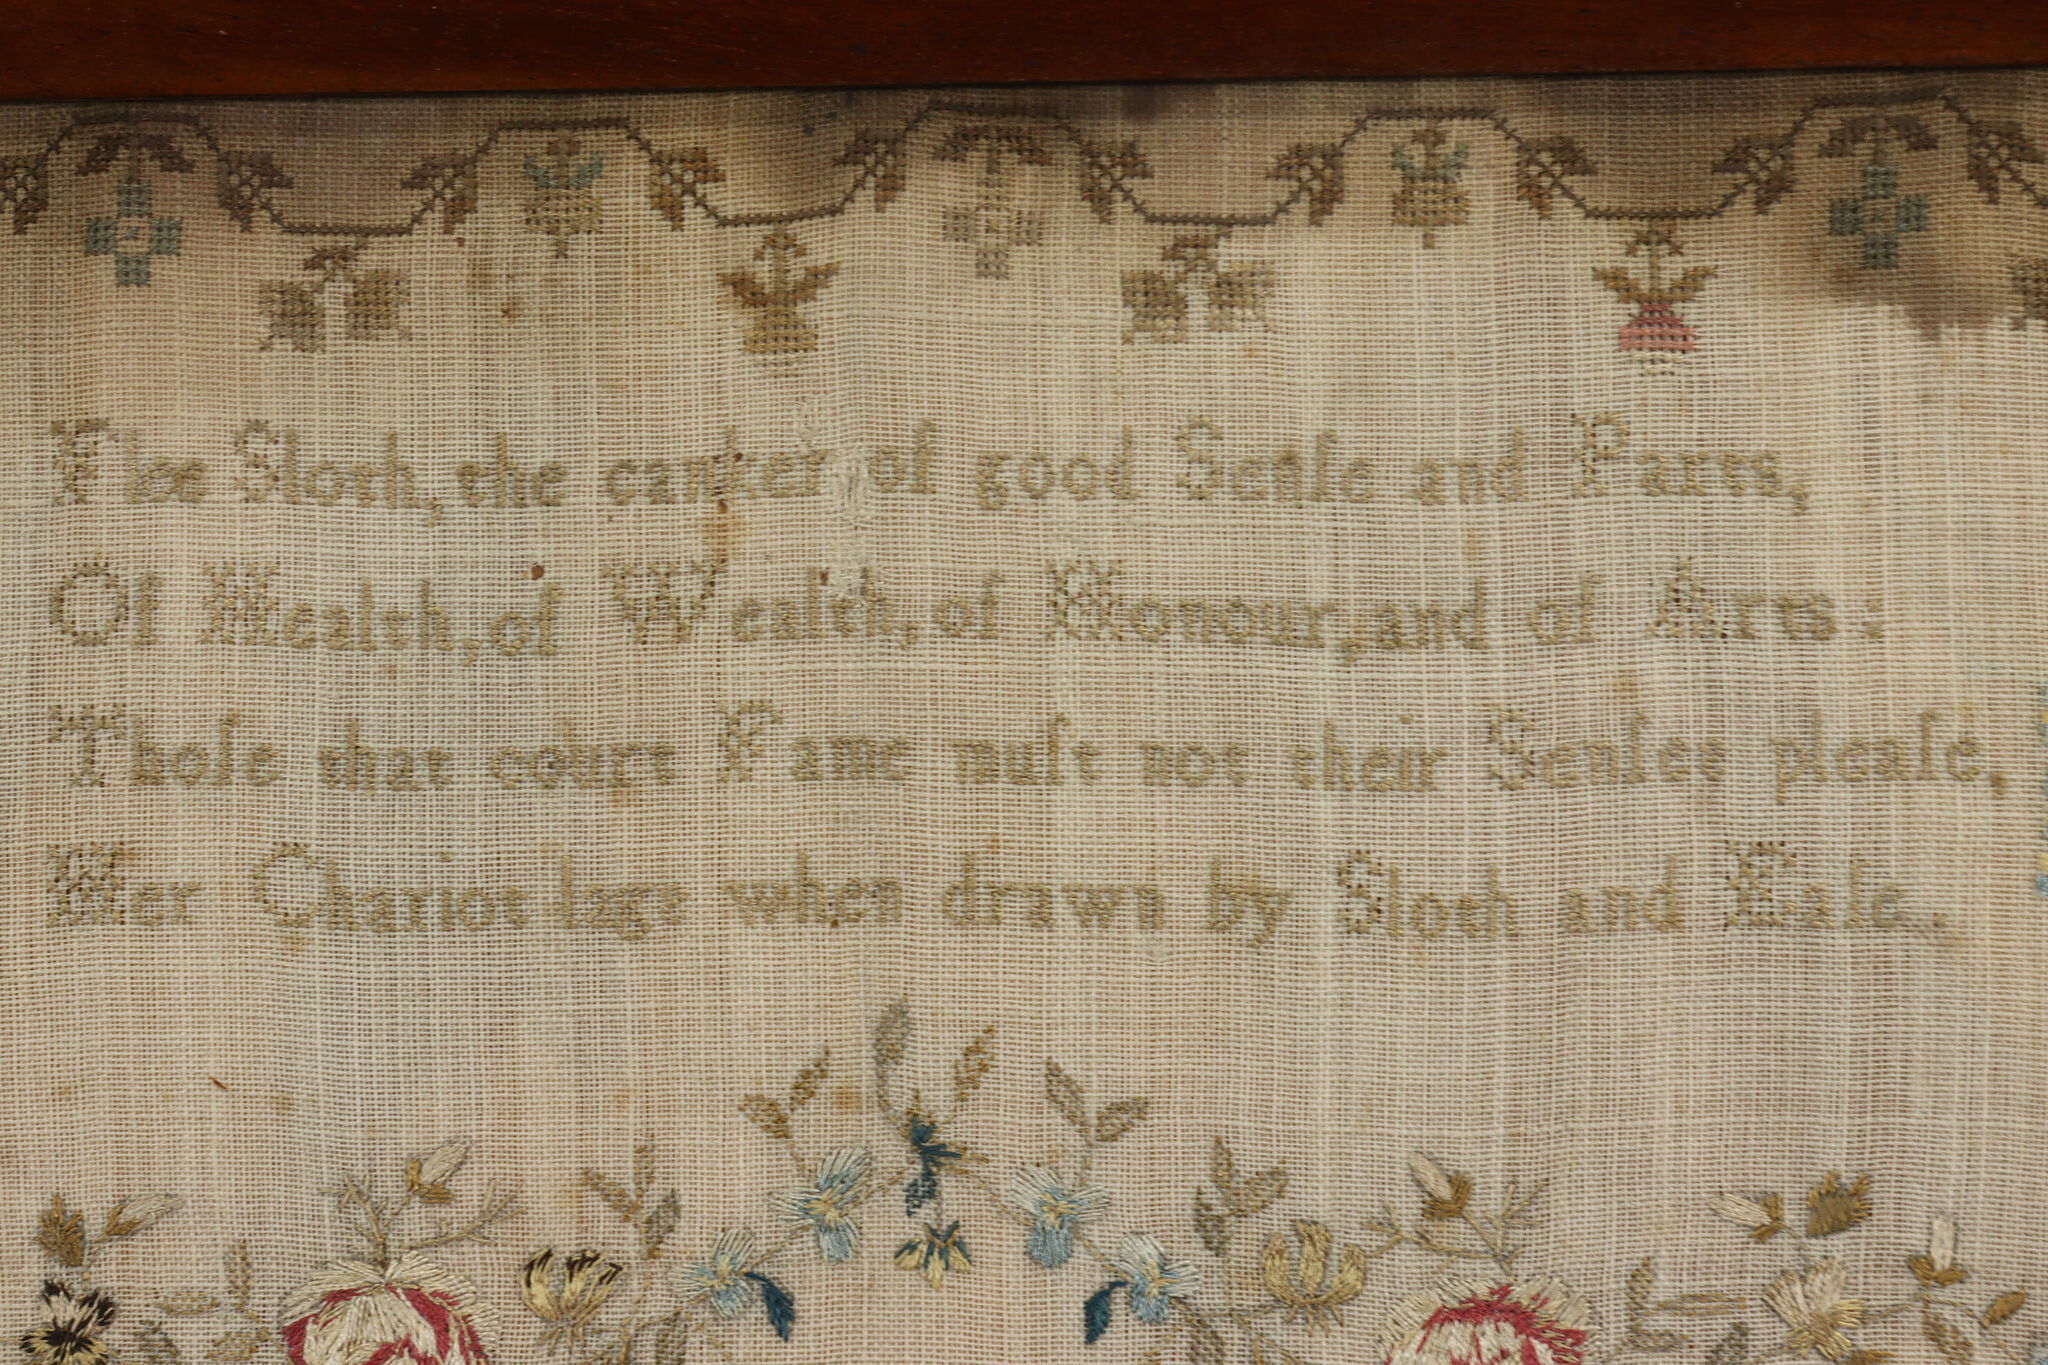 Flee Sloth, the canker of good Senſe and Parts,
Of Health, of Wealth, of Honour, and of Arts:
Thoſe that court Fame muſt not their Senſes pleaſe,
Her Chariot lags when drawn by Sloth and Eaſe.